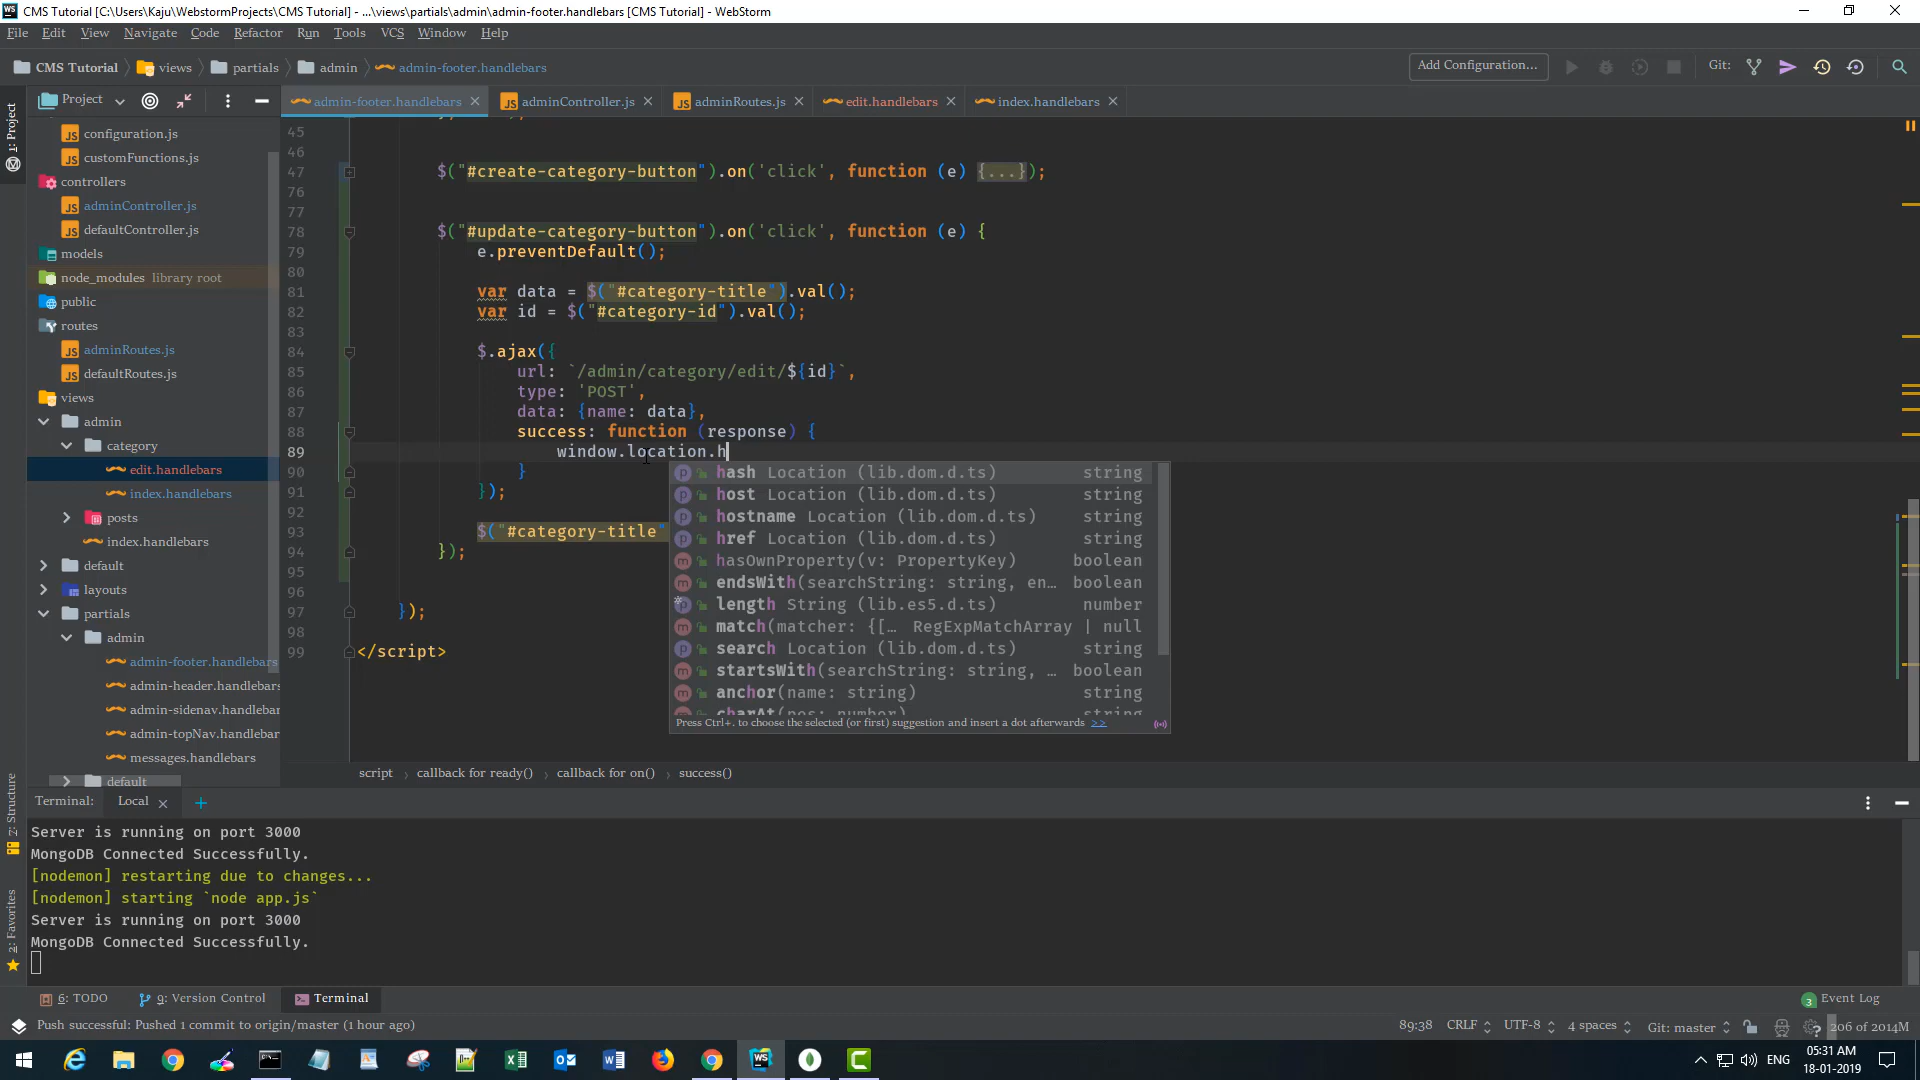 CMS Tutorial [C:\Users\Kaju\WebstormProjects\CMS Tutorial] - ...\views\partials\admin\admin-footer.handlebars [CMS Tutorial] - WebStorm
File Edit View Navigate Code Refactor Run Tools VCS Window Help
CMS Tutorial views partials admin admin-footer.handlebars Add Configuration... Git:
Project admin-footer.handlebars adminController.js adminRoutes.js edit.handlebars index.handlebars
1: Project
configuration.js
customFunctions.js
controllers
adminController.js
defaultController.js
models
node_modules library root
public
routes
adminRoutes.js
defaultRoutes.js
views
admin
category
edit.handlebars
index.handlebars
posts
index.handlebars
default
layouts
partials
admin
admin-footer.handlebars
admin-header.handlebars
admin-sidenav.handlebar
admin-topNav.handlebar
messages.handlebars
default
45
46
47 $("#create-category-button").on('click', function (e) {...});
76
77
78 $("#update-category-button").on('click', function (e) {
79 e.preventDefault();
80
81 var data = $("#category-title").val();
82 var id = $("#category-id").val();
83
84 $.ajax({
85 url: `/admin/category/edit/${id}`,
86 type: 'POST',
87 data: {name: data},
88 success: function (response) {
89 window.location.h
90 }
91 });
92
93 $("#category-title"
94 });
95
96
97 });
98
99 </script>
hash Location (lib.dom.d.ts) string
host Location (lib.dom.d.ts) string
hostname Location (lib.dom.d.ts) string
href Location (lib.dom.d.ts) string
hasOwnProperty(v: PropertyKey) boolean
endsWith(searchString: string, en... boolean
length String (lib.es5.d.ts) number
match(matcher: {[... RegExpMatchArray | null
search Location (lib.dom.d.ts) string
startsWith(searchString: string, ... boolean
anchor(name: string) string
charAt(pos: number) string
Press Ctrl+. to choose the selected (or first) suggestion and insert a dot afterwards >>
script callback for ready() callback for on() success()
Terminal: Local
Server is running on port 3000
MongoDB Connected Successfully.
[nodemon] restarting due to changes...
[nodemon] starting `node app.js`
Server is running on port 3000
MongoDB Connected Successfully.
Z: Structure
2: Favorites
6: TODO 9: Version Control Terminal 3 Event Log
Push successful: Pushed 1 commit to origin/master (1 hour ago) 89:38 CRLF UTF-8 4 spaces Git: master 206 of 2014M
ENG 05:31 AM
18-01-2019